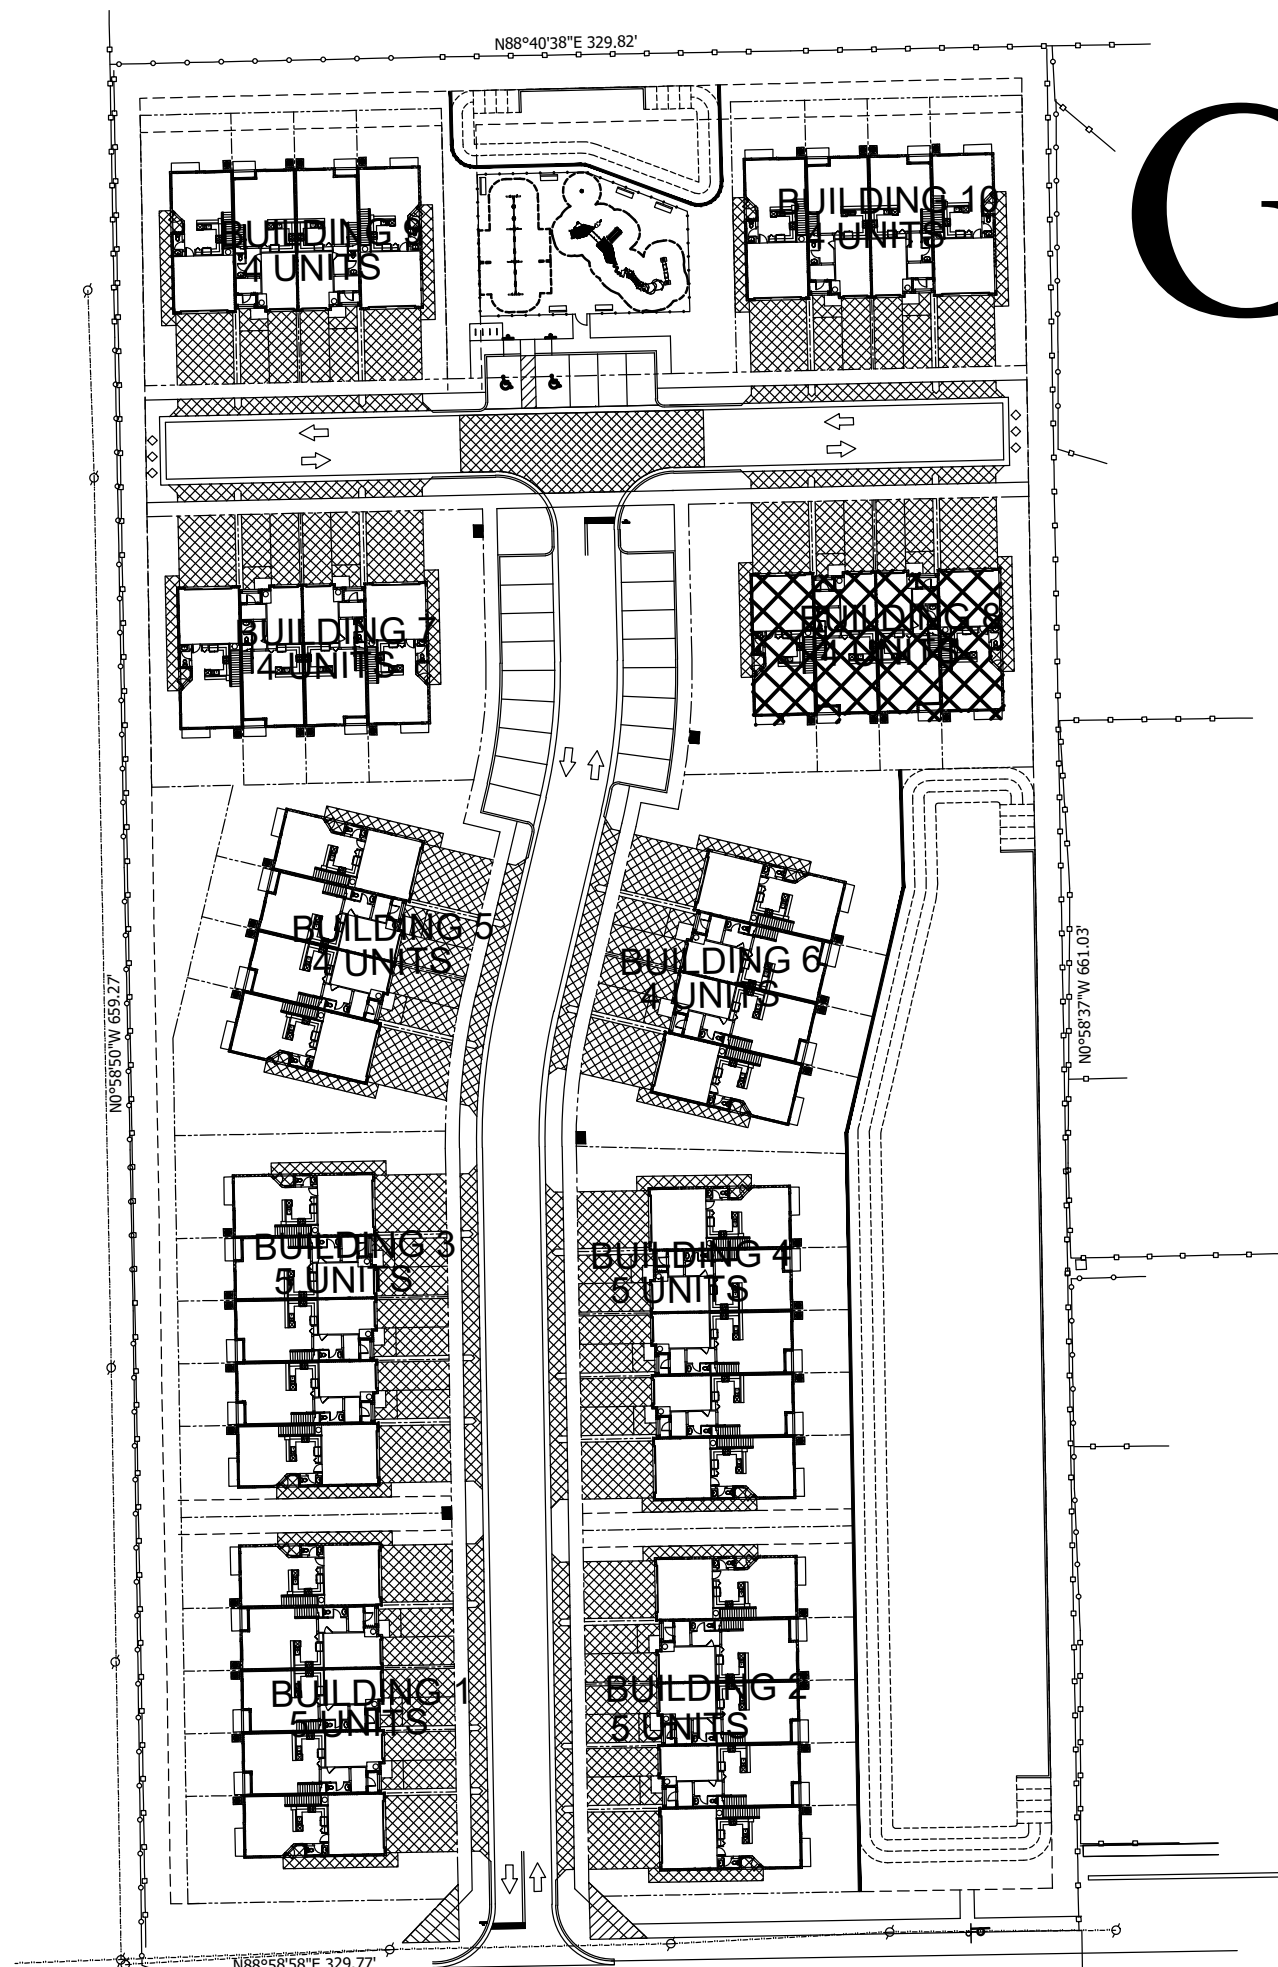 N88°40'38"E 329.82'
G
BUILDING 9
4 UNITS
BUILDING 10
4 UNITS
BUILDING 7
4 UNITS
BUILDING 8
4 UNITS
BUILDING 5
4 UNITS
BUILDING 6
4 UNITS
N0°58'50"W 659.27'
N0°58'37"W 661.03'
BUILDING 3
5 UNITS
BUILDING 4
5 UNITS
BUILDING 1
5 UNITS
BUILDING 2
5 UNITS
N88°58'58"E 329.77'